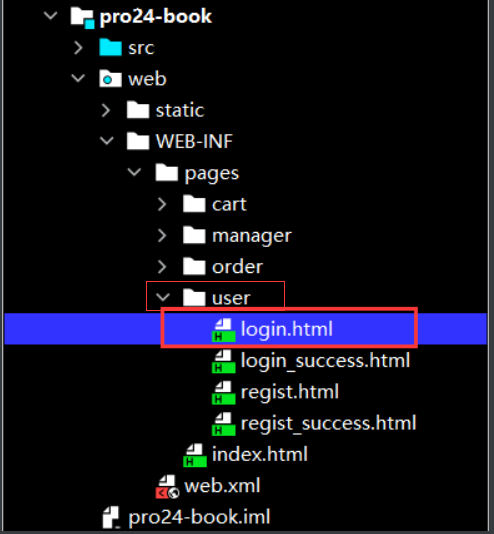 pro24-book
src
web
static
WEB-INF
pages
cart
manager
order
user
login.html
login_success.html
regist.html
regist_success.html
index.html
web.xml
pro24-book.iml